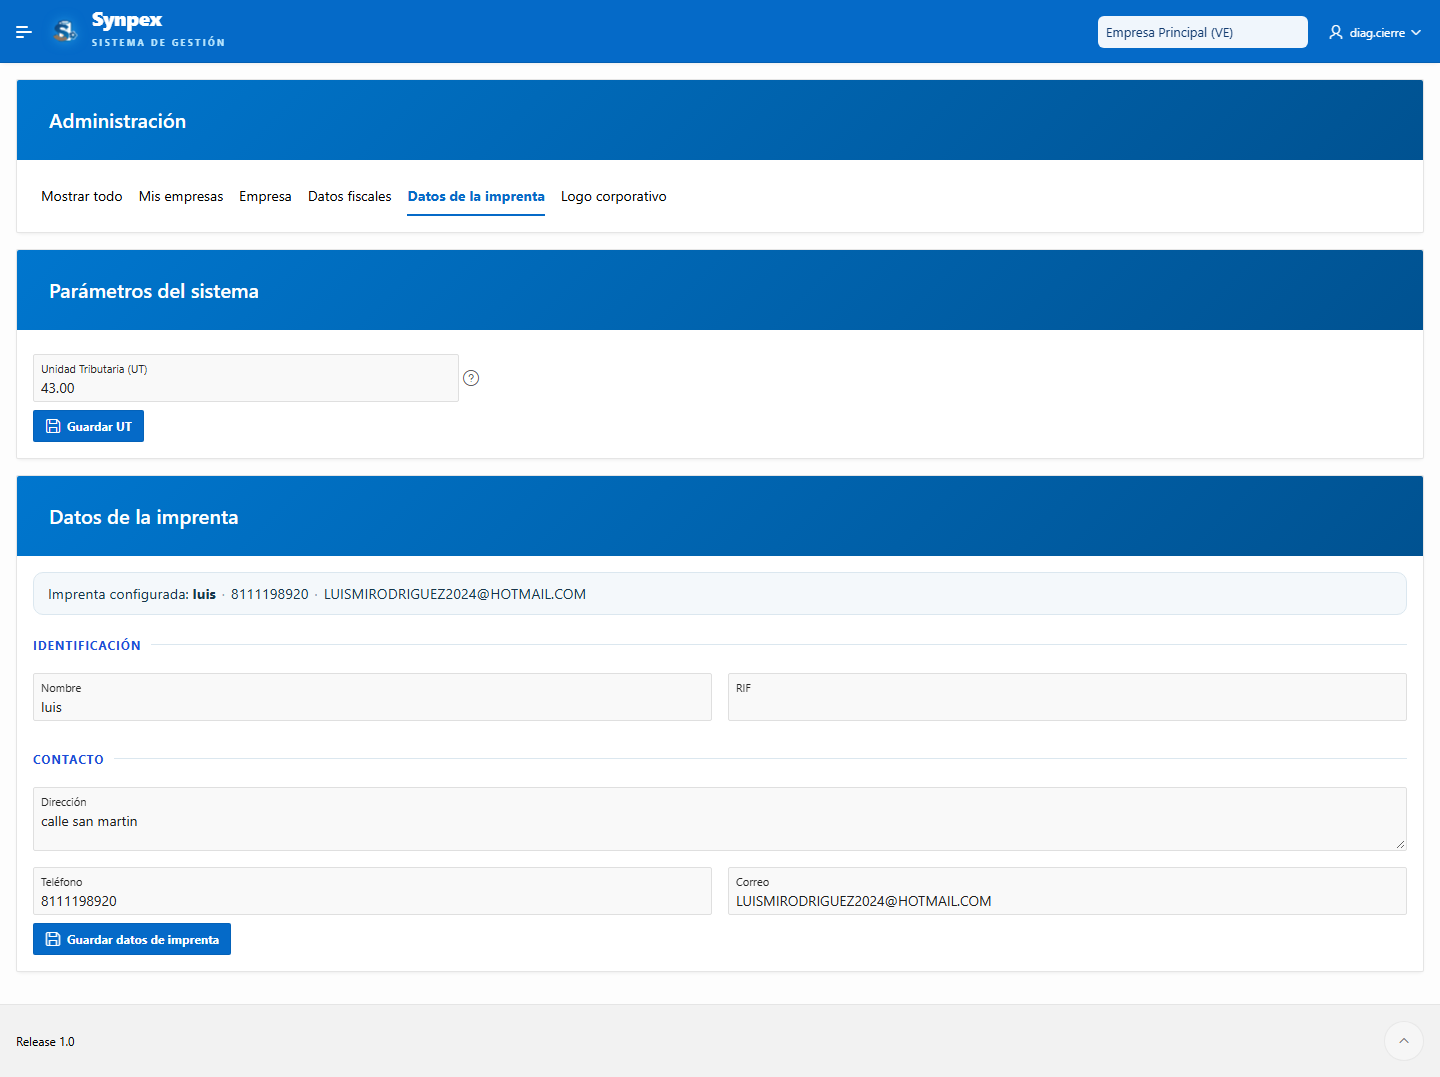 Synpex
SISTEMA DE GESTIÓN
Empresa Principal (VE)
diag.cierre
Administración
Mostrar todo
Mis empresas
Empresa
Datos fiscales
Datos de la imprenta
Logo corporativo
Parámetros del sistema
Unidad Tributaria (UT)
43.00
Guardar UT
Datos de la imprenta
Imprenta configurada: luis · 8111198920 · LUISMIRODRIGUEZ2024@HOTMAIL.COM
IDENTIFICACIÓN
Nombre
luis
RIF
CONTACTO
Dirección
calle san martin
Teléfono
8111198920
Correo
LUISMIRODRIGUEZ2024@HOTMAIL.COM
Guardar datos de imprenta
Release 1.0